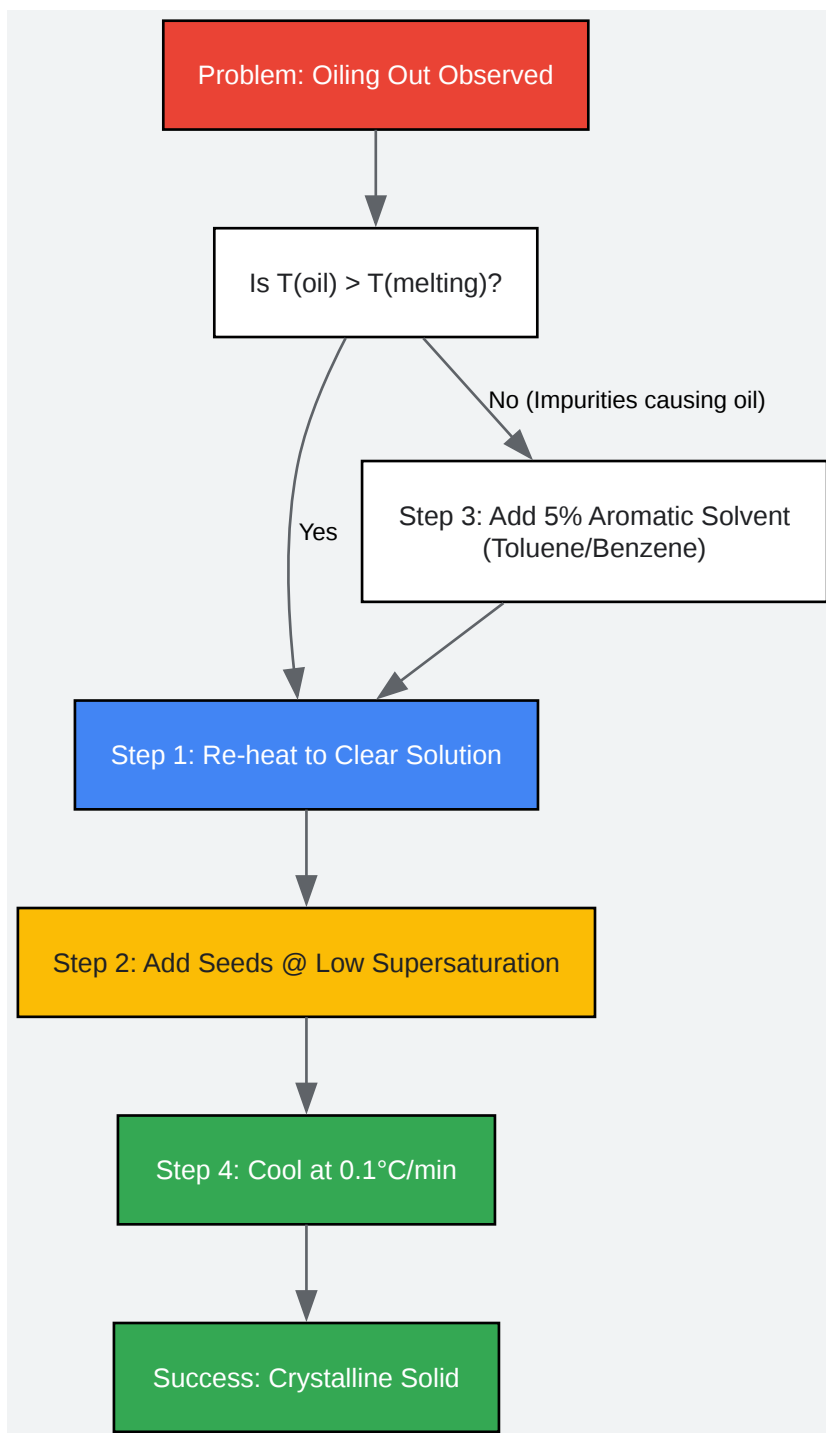 Problem: Oiling Out Observed
Is T(oil) > T(melting)?
No (Impurities causing oil)
Step 3: Add 5% Aromatic Solvent
(Toluene/Benzene)
Yes
Step 1: Re-heat to Clear Solution
Step 2: Add Seeds @ Low Supersaturation
Step 4: Cool at 0.1°C/min
Success: Crystalline Solid